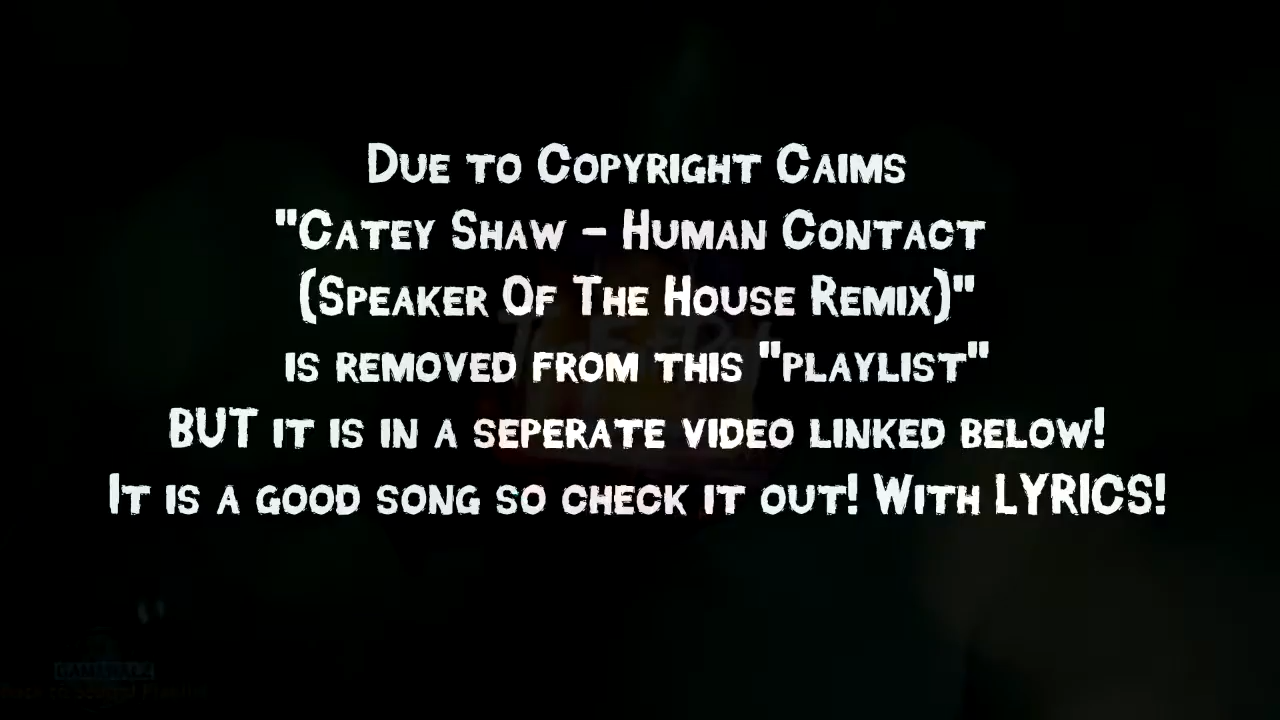 Due to Copyright Caims
"Catey Shaw - Human Contact
(Speaker Of The House Remix)"
is removed from this "playlist"
BUT it is in a seperate video linked below!
It is a good song so check it out! With LYRICS!